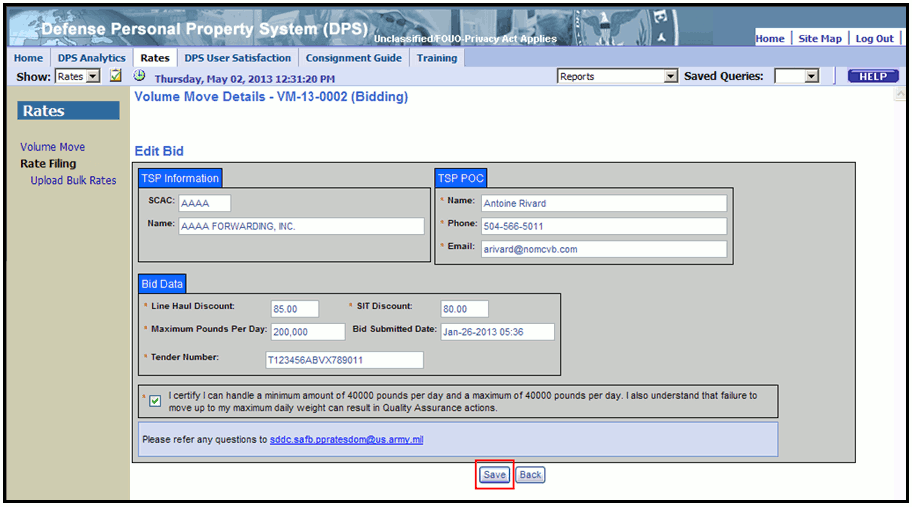 Defense Personal Property System (DPS)
Unclassified/FOUO-Privacy Act Applies
Home | Site Map | Log Out |
Home DPS Analytics Rates DPS User Satisfaction Consignment Guide Training
Show: Rates Thursday, May 02, 2013 12:31:20 PM Reports Saved Queries: HELP
Rates
Volume Move
Rate Filing
Upload Bulk Rates
Volume Move Details - VM-13-0002 (Bidding)
Edit Bid
TSP Information
SCAC: AAAA
Name: AAAA FORWARDING, INC.
TSP POC
* Name: Antoine Rivard
* Phone: 504-566-5011
* Email: arivard@nomcvb.com
Bid Data
* Line Haul Discount: 85.00 * SIT Discount: 80.00
* Maximum Pounds Per Day: 200,000 Bid Submitted Date: Jan-26-2013 05:36
* Tender Number: T123456ABVX789011
* I certify I can handle a minimum amount of 40000 pounds per day and a maximum of 40000 pounds per day. I also understand that failure to
move up to my maximum daily weight can result in Quality Assurance actions.
Please refer any questions to sddc.safb.ppratesdom@us.army.mil
Save Back